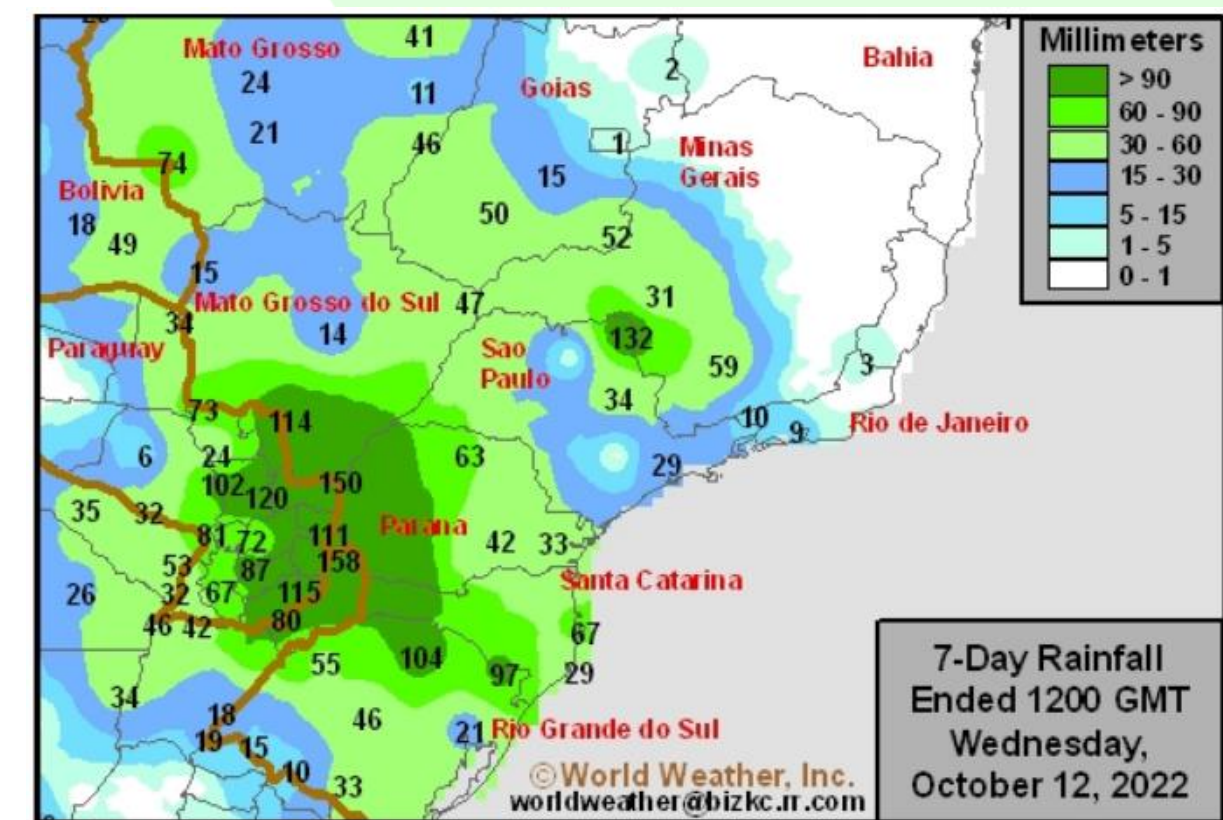 Mato Grosso
41
Bahia
2
24
11
Goias
21
46
1
Minas
Gerais
74
15
Bolivia
18
49
50
52
15
Mato Grosso do Sul
47
31
34
14
132
Paraguay
Sao
Paulo
59
3
34
73
114
10
9
Rio de Janeiro
6
24
63
29
102
120
150
35
32
81
72
111
Parana
42
33
53
87
158
26
32
67
115
Santa Catarina
46
42
80
67
55
104
97
29
34
18
46
21
Rio Grande do Sul
19
15
10
33
©World Weather, Inc.
worldweather@bizkc.rr.com
Millimeters
> 90
60 - 90
30 - 60
15 - 30
5 - 15
1 - 5
0 - 1
7-Day Rainfall
Ended 1200 GMT
Wednesday,
October 12, 2022